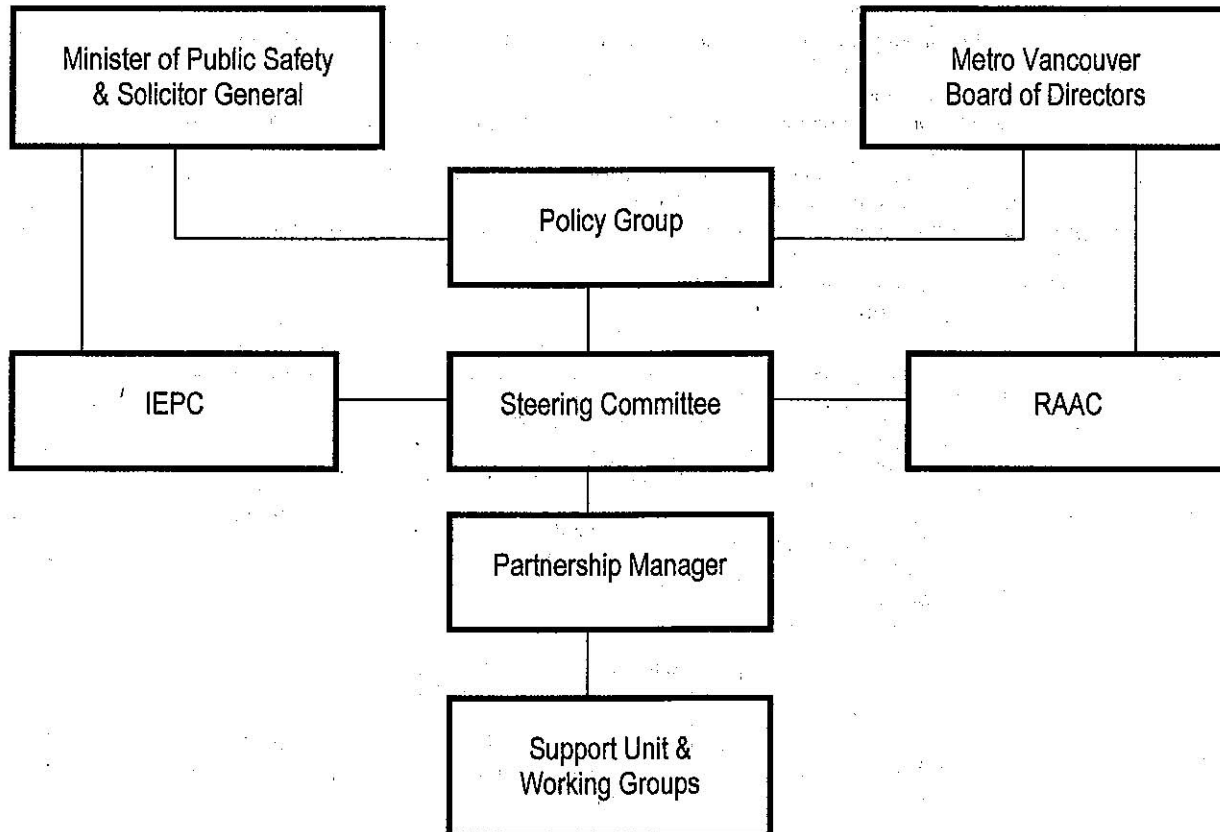 Minister of Public Safety
& Solicitor General
Metro Vancouver
Board of Directors
Policy Group
IEPC
Steering Committee
RAAC
Partnership Manager
Support Unit &
Working Groups